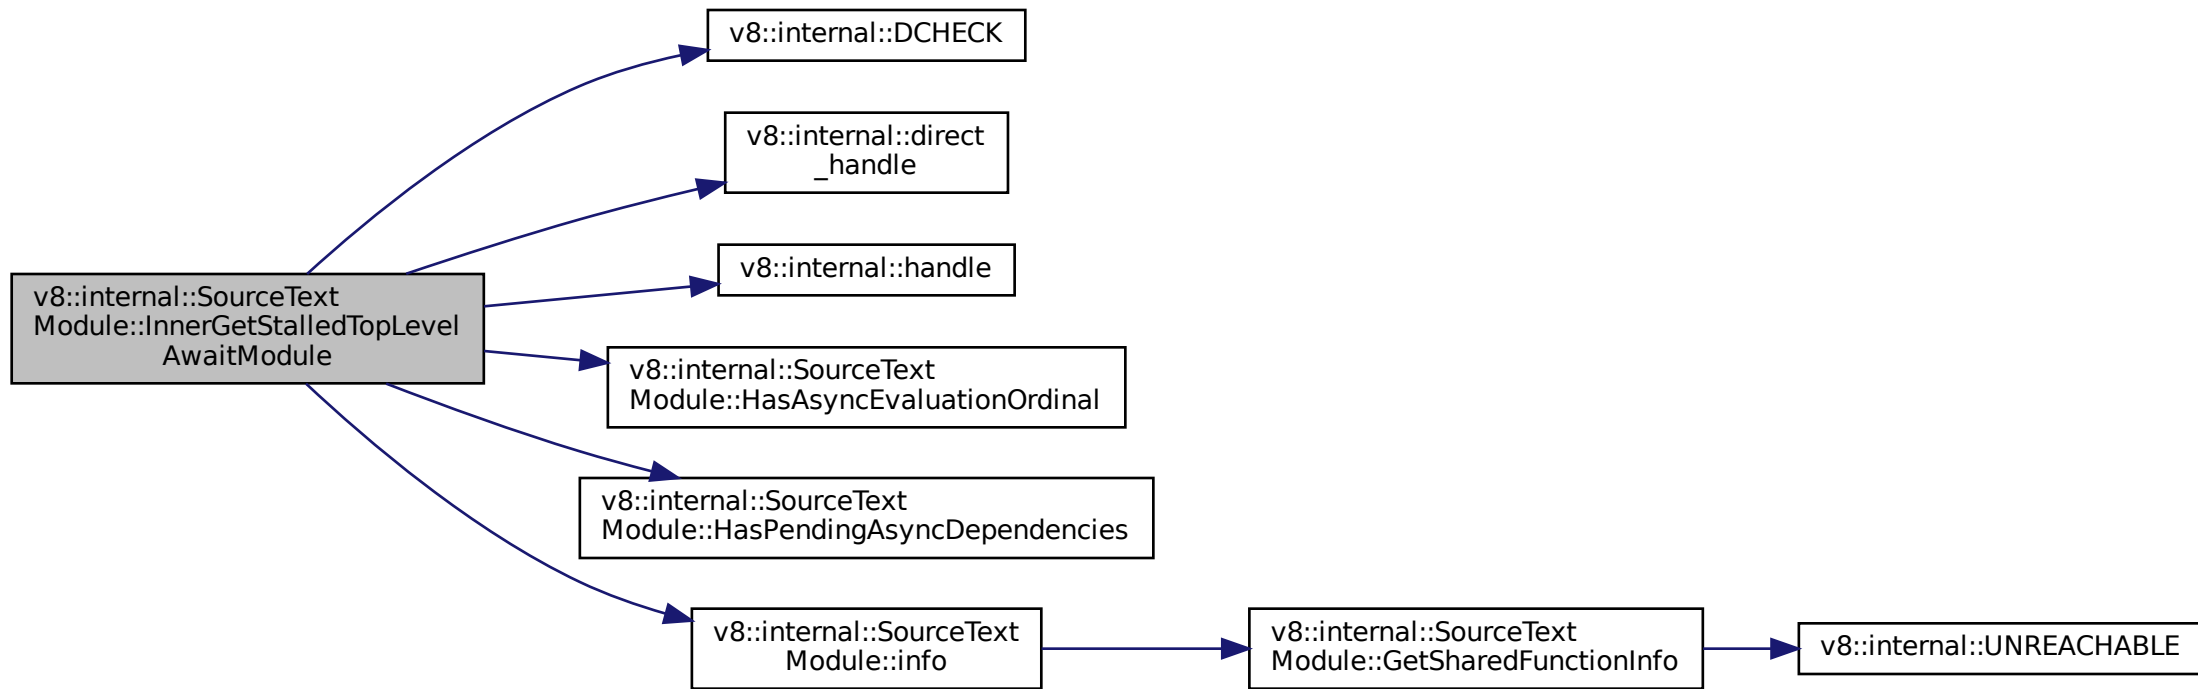 v8::internal::DCHECK
v8::internal::direct
_handle
v8::internal::handle
v8::internal::SourceText
Module::InnerGetStalledTopLevel
AwaitModule
v8::internal::SourceText
Module::HasAsyncEvaluationOrdinal
v8::internal::SourceText
Module::HasPendingAsyncDependencies
v8::internal::SourceText
Module::info
v8::internal::SourceText
Module::GetSharedFunctionInfo
v8::internal::UNREACHABLE